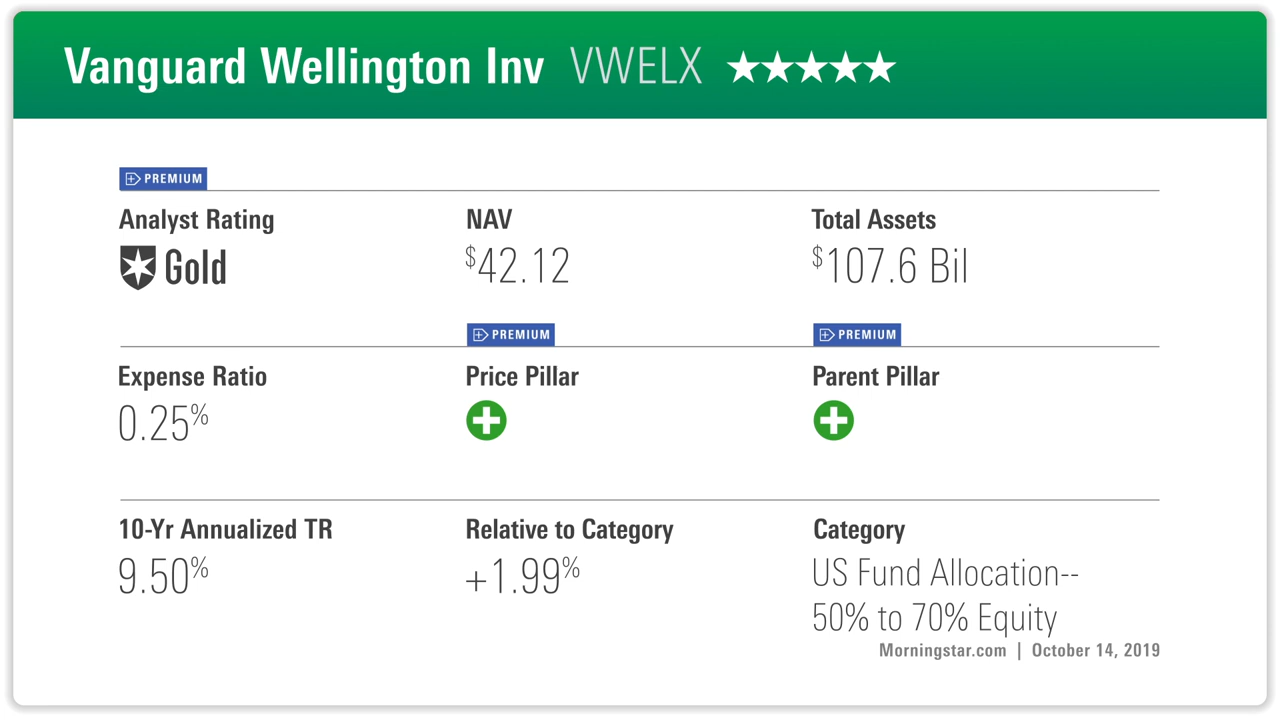 Vanguard Wellington Inv VWELX ★★★★★
PREMIUM
Analyst Rating NAV Total Assets
Gold $42.12 $107.6 Bil
PREMIUM PREMIUM
Expense Ratio Price Pillar Parent Pillar
0.25%
10-Yr Annualized TR Relative to Category Category
9.50% +1.99% US Fund Allocation--
50% to 70% Equity
Morningstar.com | October 14, 2019